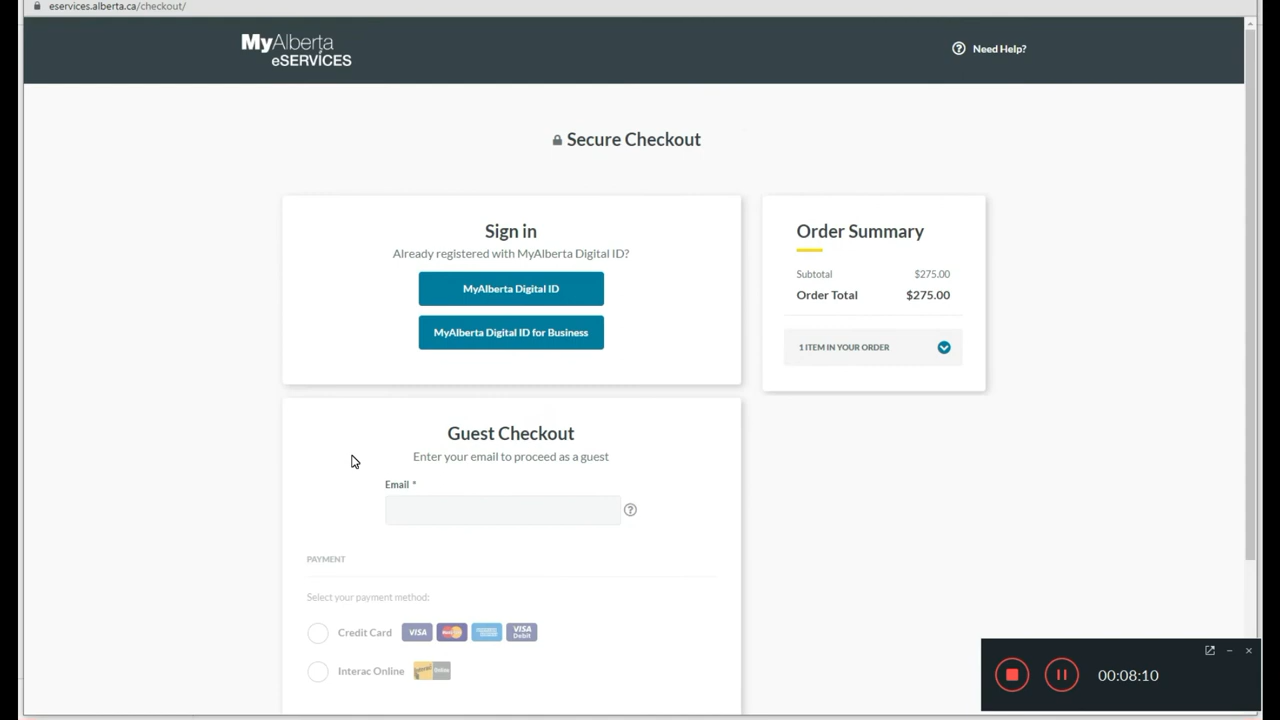 eservices.alberta.ca/checkout/
MyAlberta
eSERVICES
? Need Help?
Secure Checkout
Sign in
Already registered with MyAlberta Digital ID?
MyAlberta Digital ID
MyAlberta Digital ID for Business
Order Summary
Subtotal $275.00
Order Total $275.00
1 ITEM IN YOUR ORDER
Guest Checkout
Enter your email to proceed as a guest
Email *
?
PAYMENT
Select your payment method:
Credit Card VISA VISA Debit
Interac Online
00:08:10